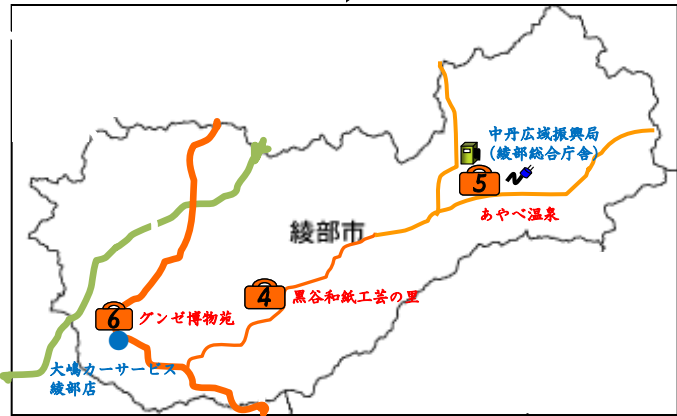 中丹広域振興局
(綾部総合庁舎)
5
あやべ温泉
綾部市
4
黒谷和紙工芸の里
6
グンゼ博物苑
大嶋カーサービス
綾部店